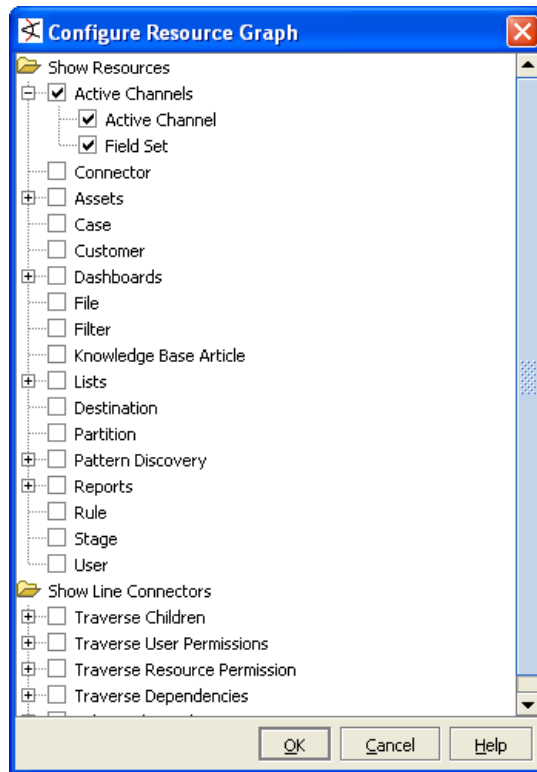 Configure Resource Graph
Show Resources
Active Channels
Active Channel
Field Set
Connector
Assets
Case
Customer
Dashboards
File
Filter
Knowledge Base Article
Lists
Destination
Partition
Pattern Discovery
Reports
Rule
Stage
User
Show Line Connectors
Traverse Children
Traverse User Permissions
Traverse Resource Permission
Traverse Dependencies
OK Cancel Help